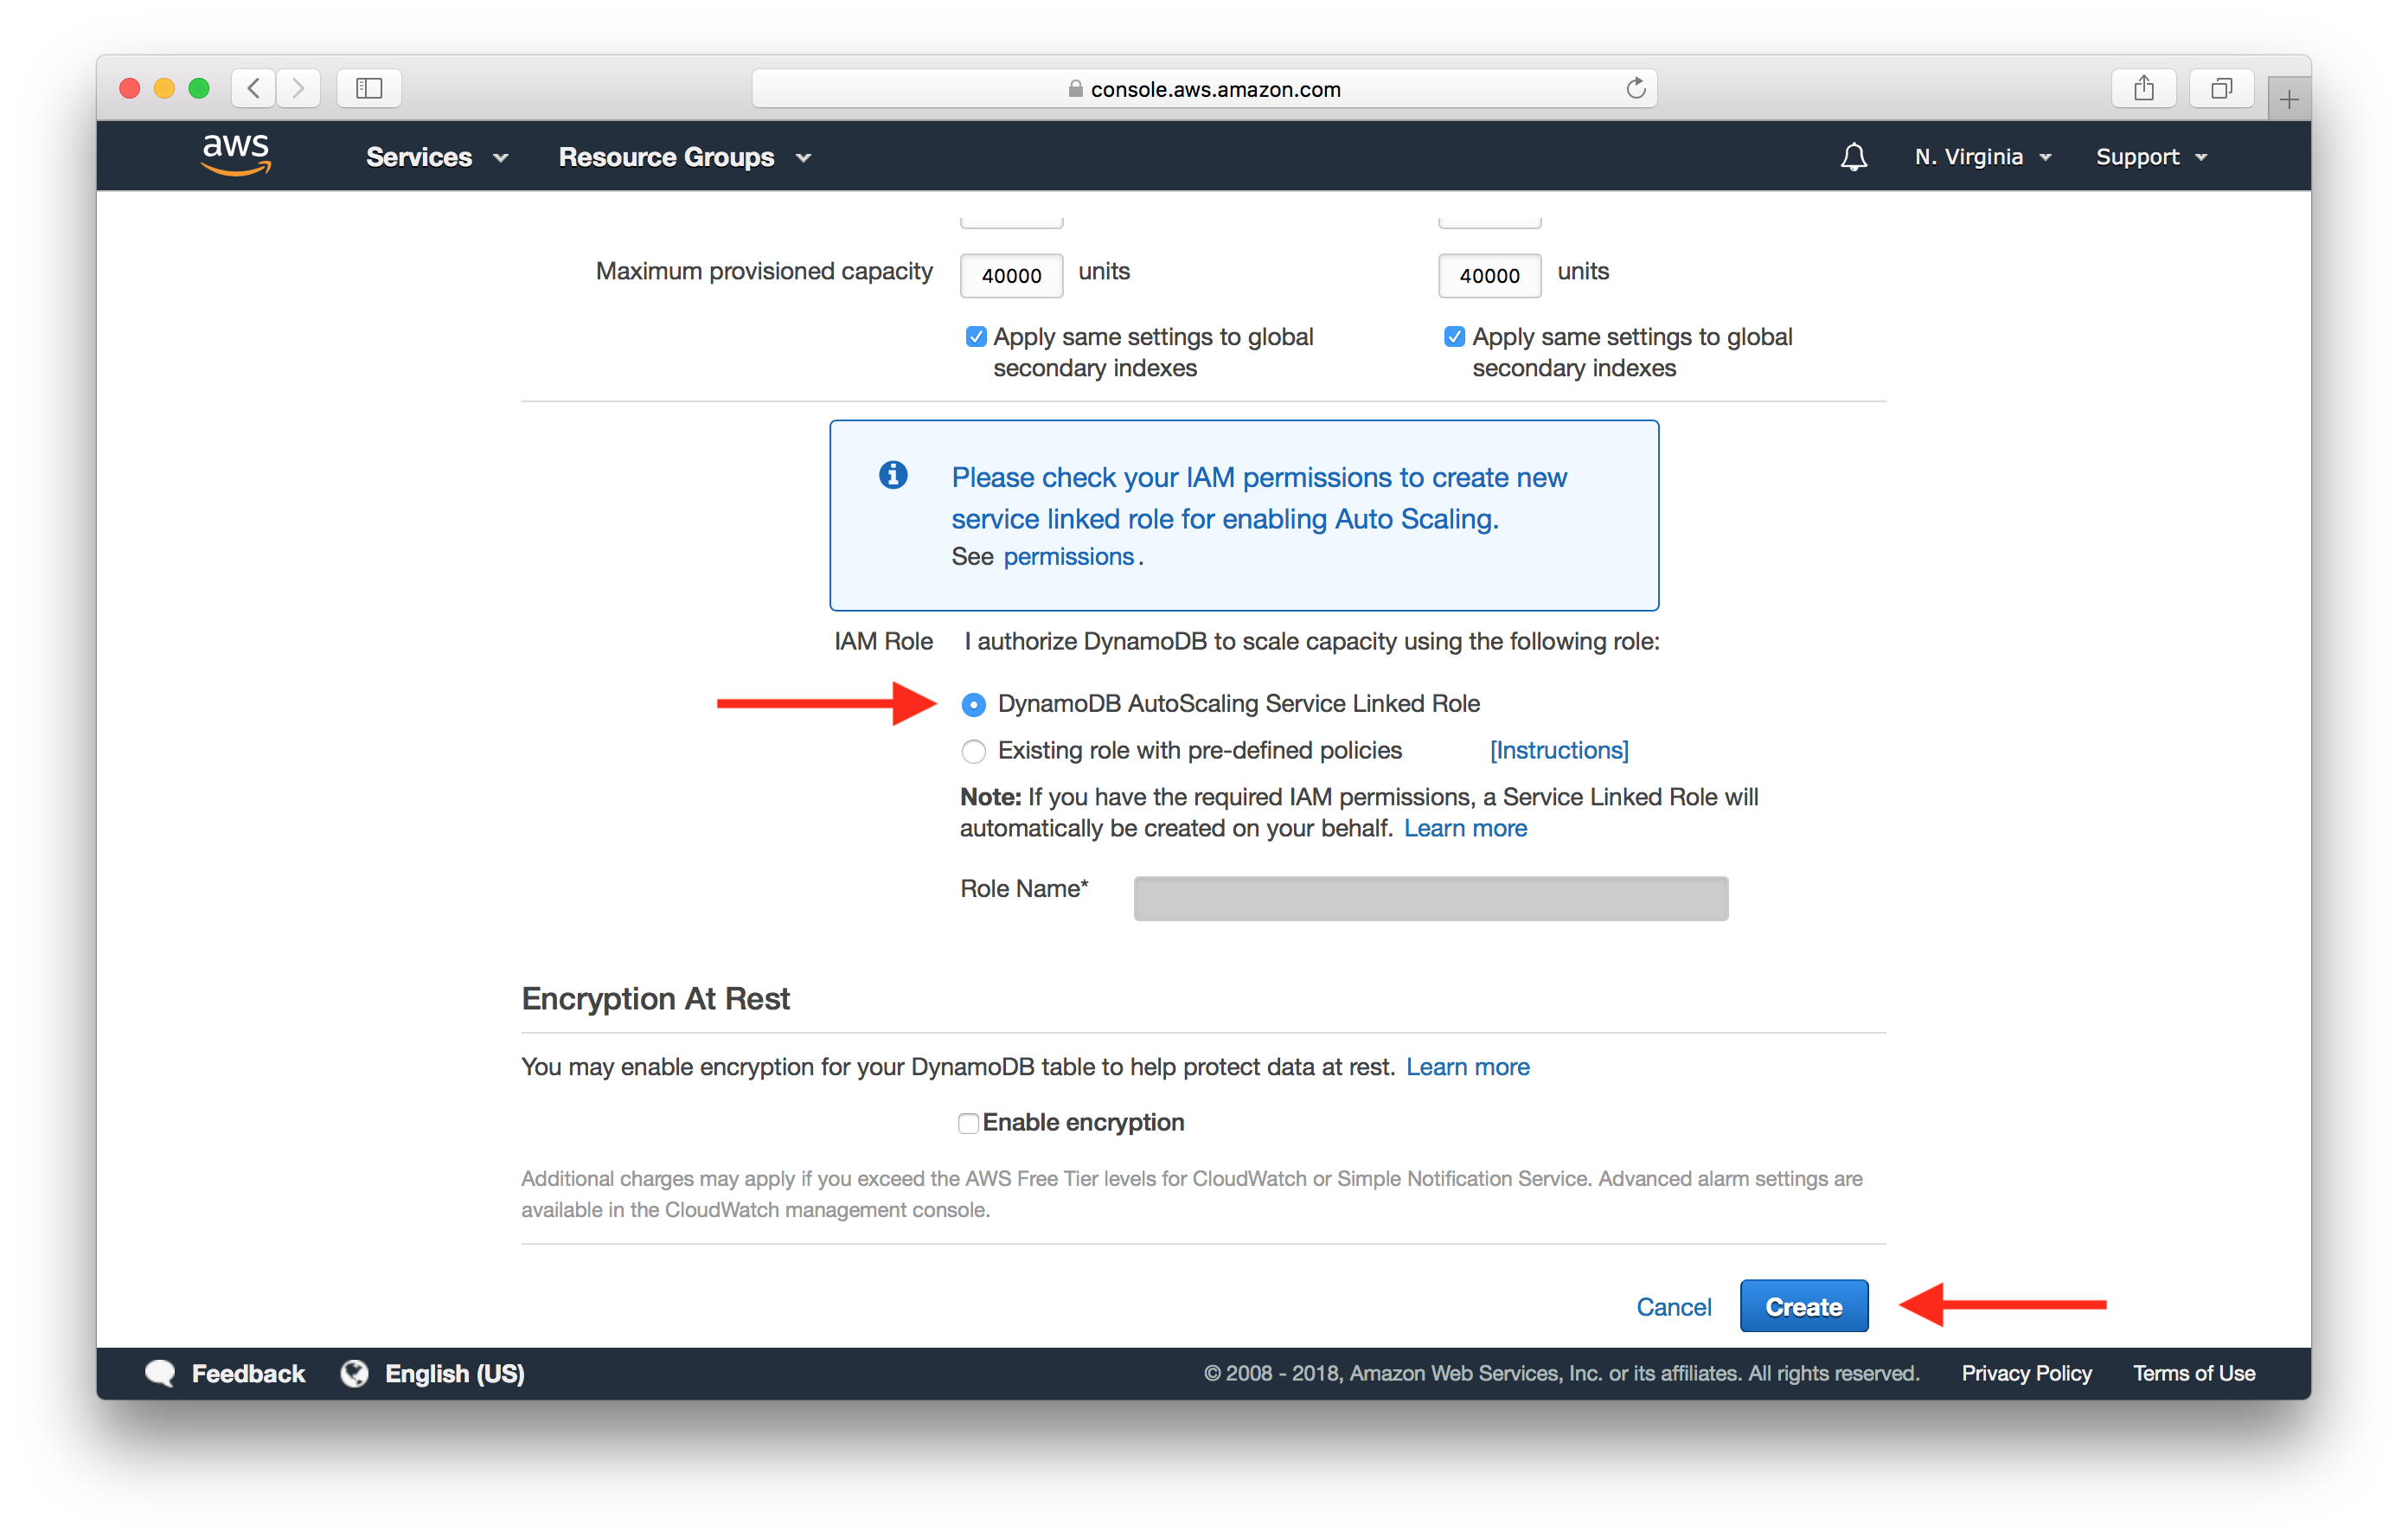 console.aws.amazon.com
aws Services Resource Groups N. Virginia Support
Maximum provisioned capacity 40000 units 40000 units
Apply same settings to global Apply same settings to global
secondary indexes secondary indexes
Please check your IAM permissions to create new
service linked role for enabling Auto Scaling.
See permissions.
IAM Role I authorize DynamoDB to scale capacity using the following role:
DynamoDB AutoScaling Service Linked Role
Existing role with pre-defined policies [Instructions]
Note: If you have the required IAM permissions, a Service Linked Role will
automatically be created on your behalf. Learn more
Role Name*
Encryption At Rest
You may enable encryption for your DynamoDB table to help protect data at rest. Learn more
Enable encryption
Additional charges may apply if you exceed the AWS Free Tier levels for CloudWatch or Simple Notification Service. Advanced alarm settings are
available in the CloudWatch management console.
Cancel Create
Feedback English (US) © 2008 - 2018, Amazon Web Services, Inc. or its affiliates. All rights reserved. Privacy Policy Terms of Use